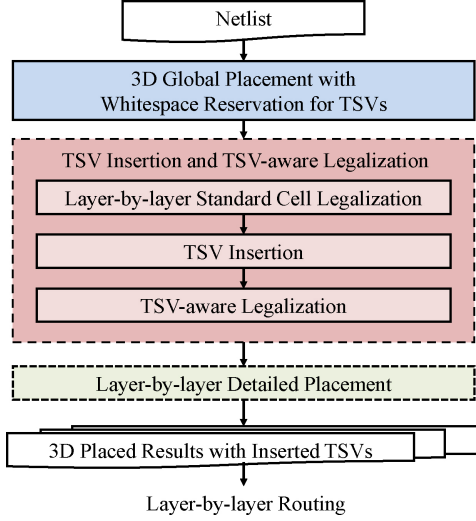 Netlist
3D Global Placement with
Whitespace Reservation for TSVs
TSV Insertion and TSV-aware Legalization
Layer-by-layer Standard Cell Legalization
TSV Insertion
TSV-aware Legalization
Layer-by-layer Detailed Placement
3D Placed Results with Inserted TSVs
Layer-by-layer Routing